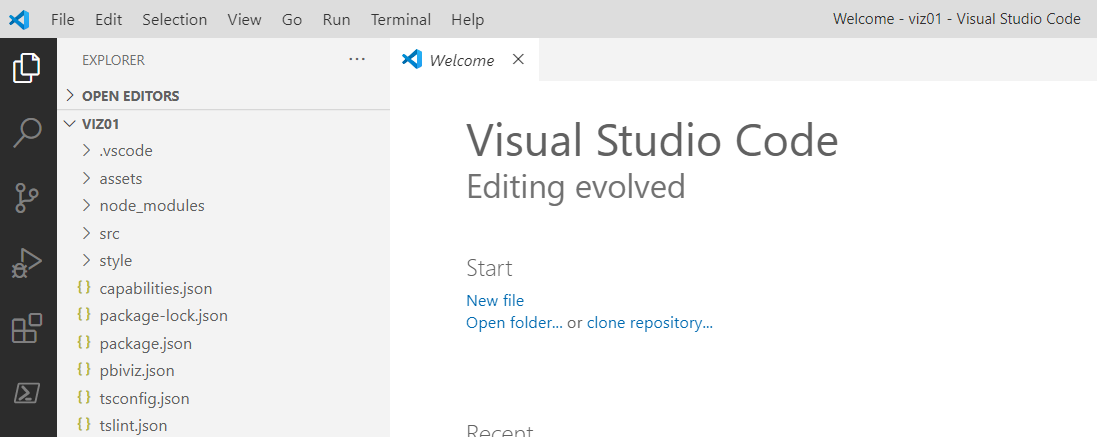 File Edit Selection View Go Run Terminal Help Welcome - viz01 - Visual Studio Code
EXPLORER ···
OPEN EDITORS
VIZ01
.vscode
assets
node_modules
src
style
{} capabilities.json
{} package-lock.json
{} package.json
{} pbiviz.json
{} tsconfig.json
{} tslint.json
Welcome
Visual Studio Code
Editing evolved
Start
New file
Open folder... or clone repository...
Recent